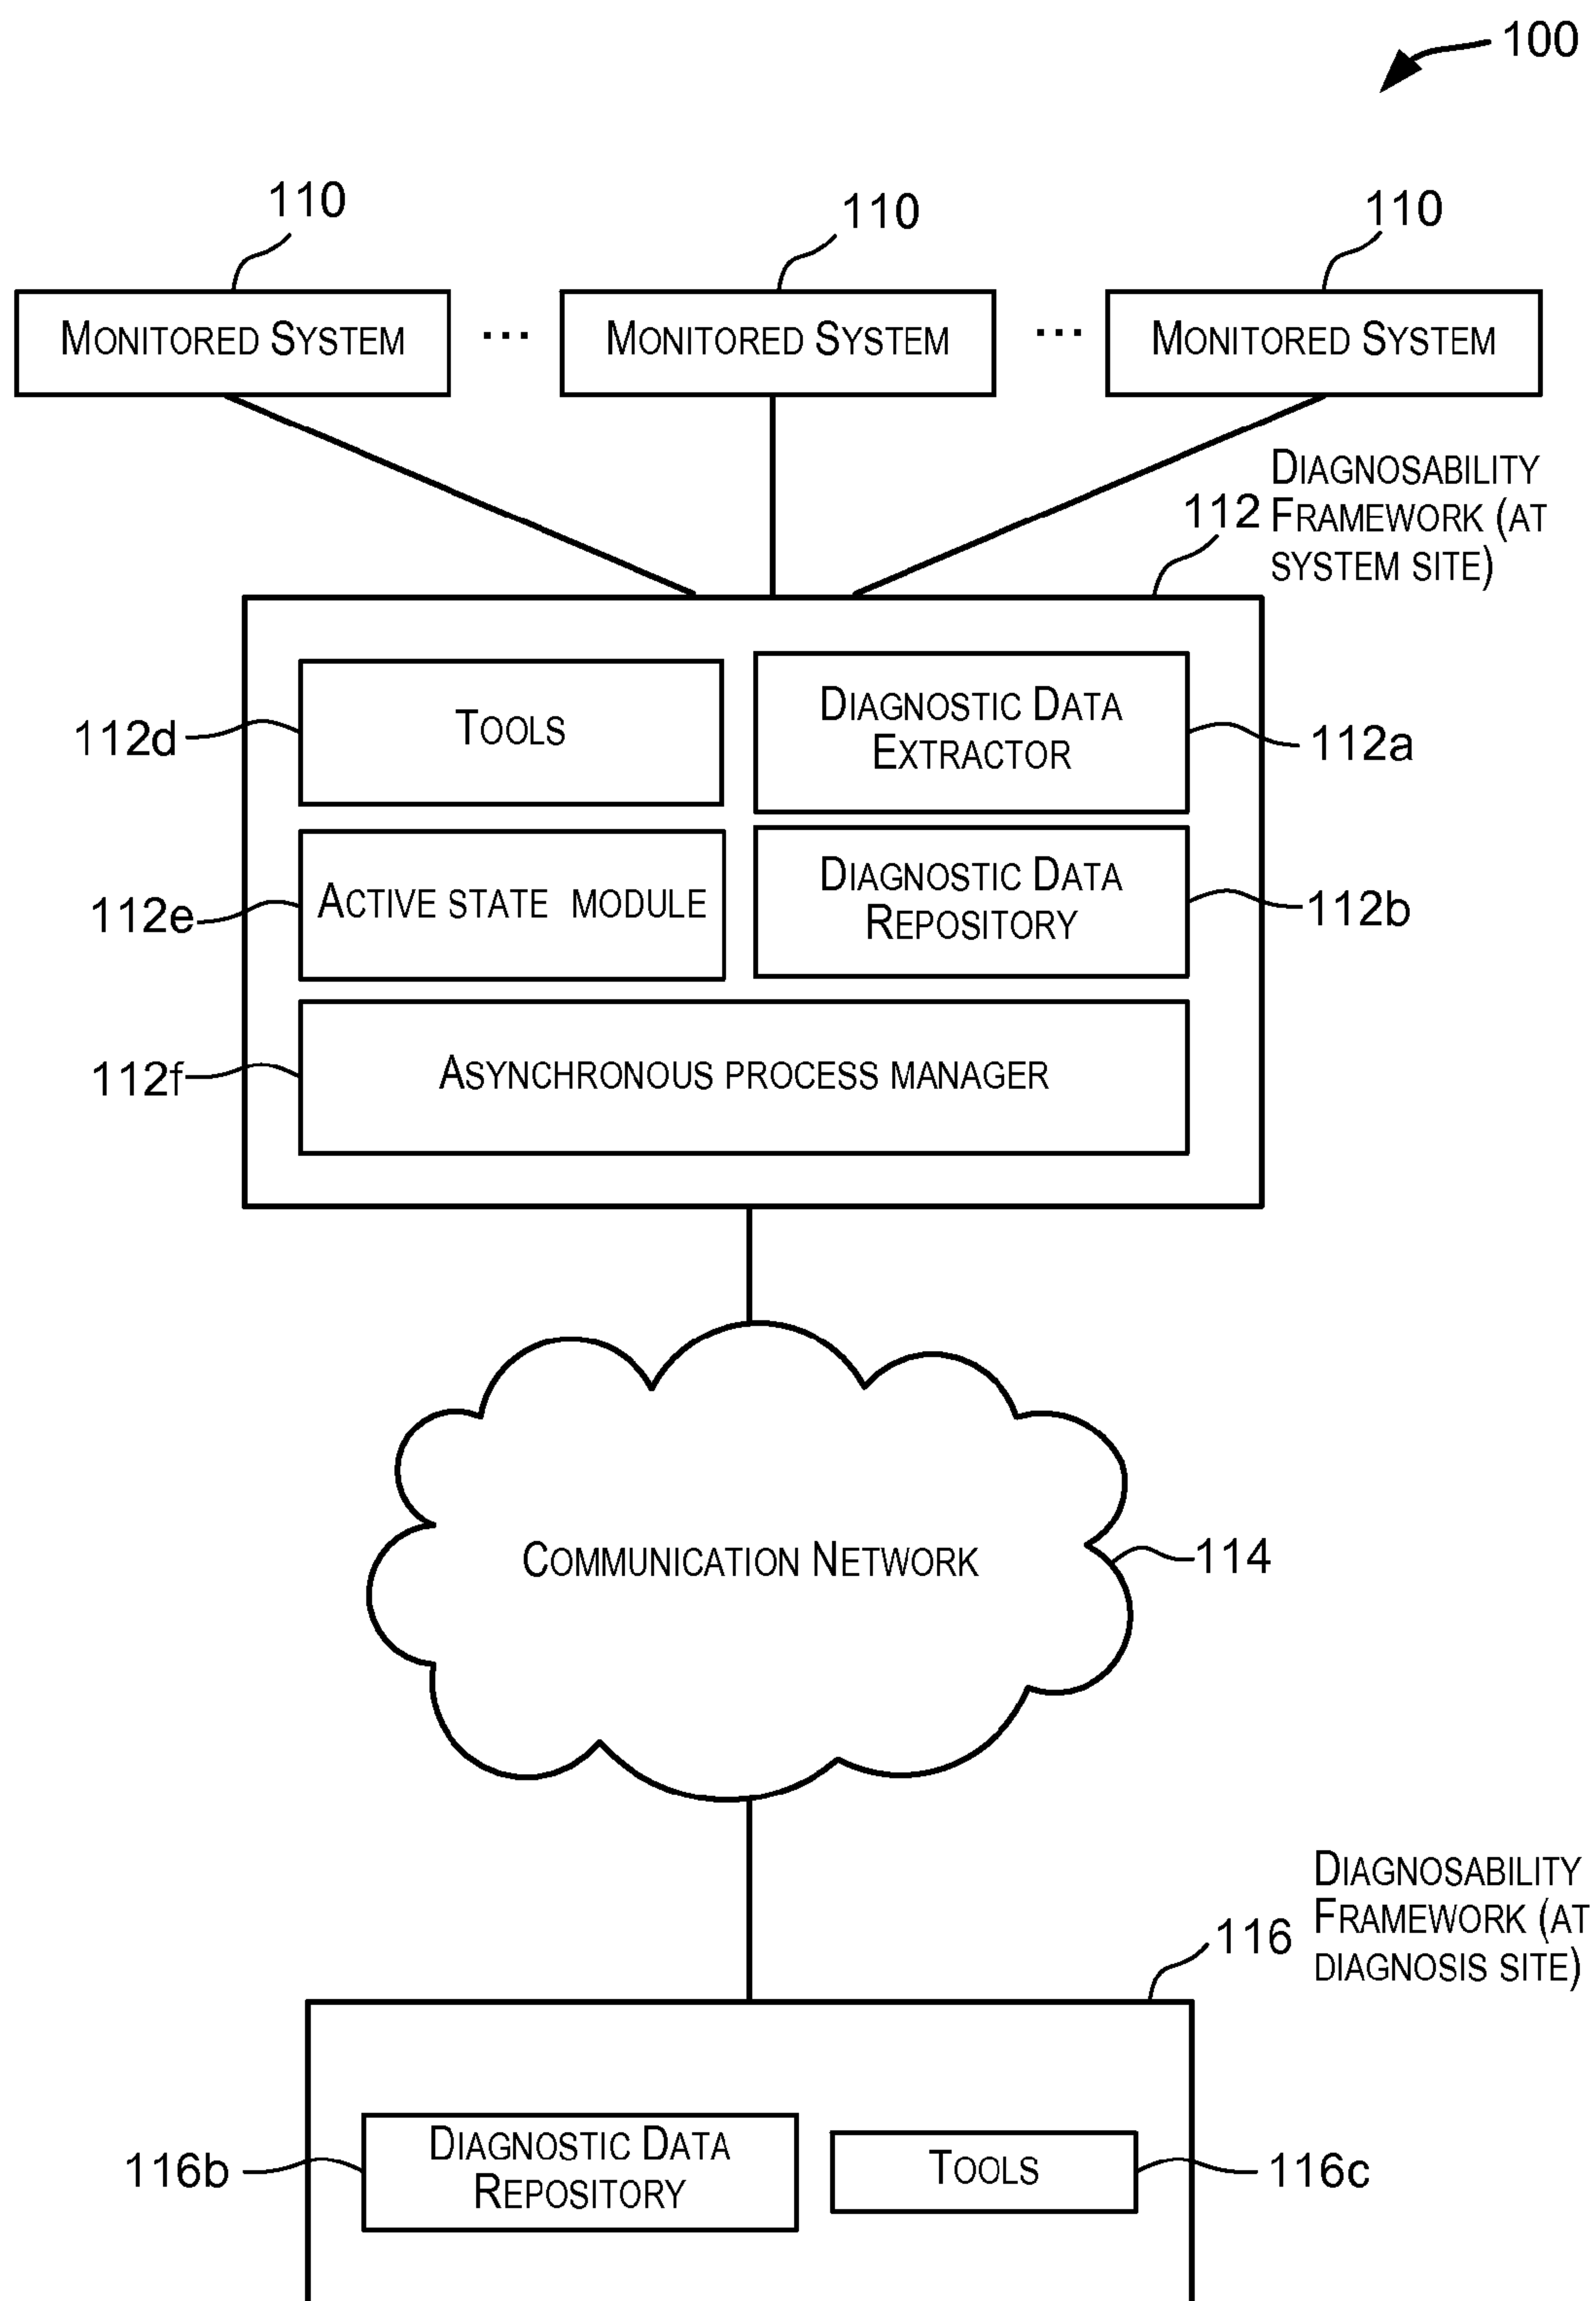 100
110
110
110
MONITORED SYSTEM
...
MONITORED SYSTEM
...
MONITORED SYSTEM
112
DIAGNOSABILITY
FRAMEWORK (AT
SYSTEM SITE)
112d
TOOLS
DIAGNOSTIC DATA
EXTRACTOR
112a
112e
ACTIVE STATE MODULE
DIAGNOSTIC DATA
REPOSITORY
112b
112f
ASYNCHRONOUS PROCESS MANAGER
COMMUNICATION NETWORK
114
116
DIAGNOSABILITY
FRAMEWORK (AT
DIAGNOSIS SITE)
116b
DIAGNOSTIC DATA
REPOSITORY
TOOLS
116c